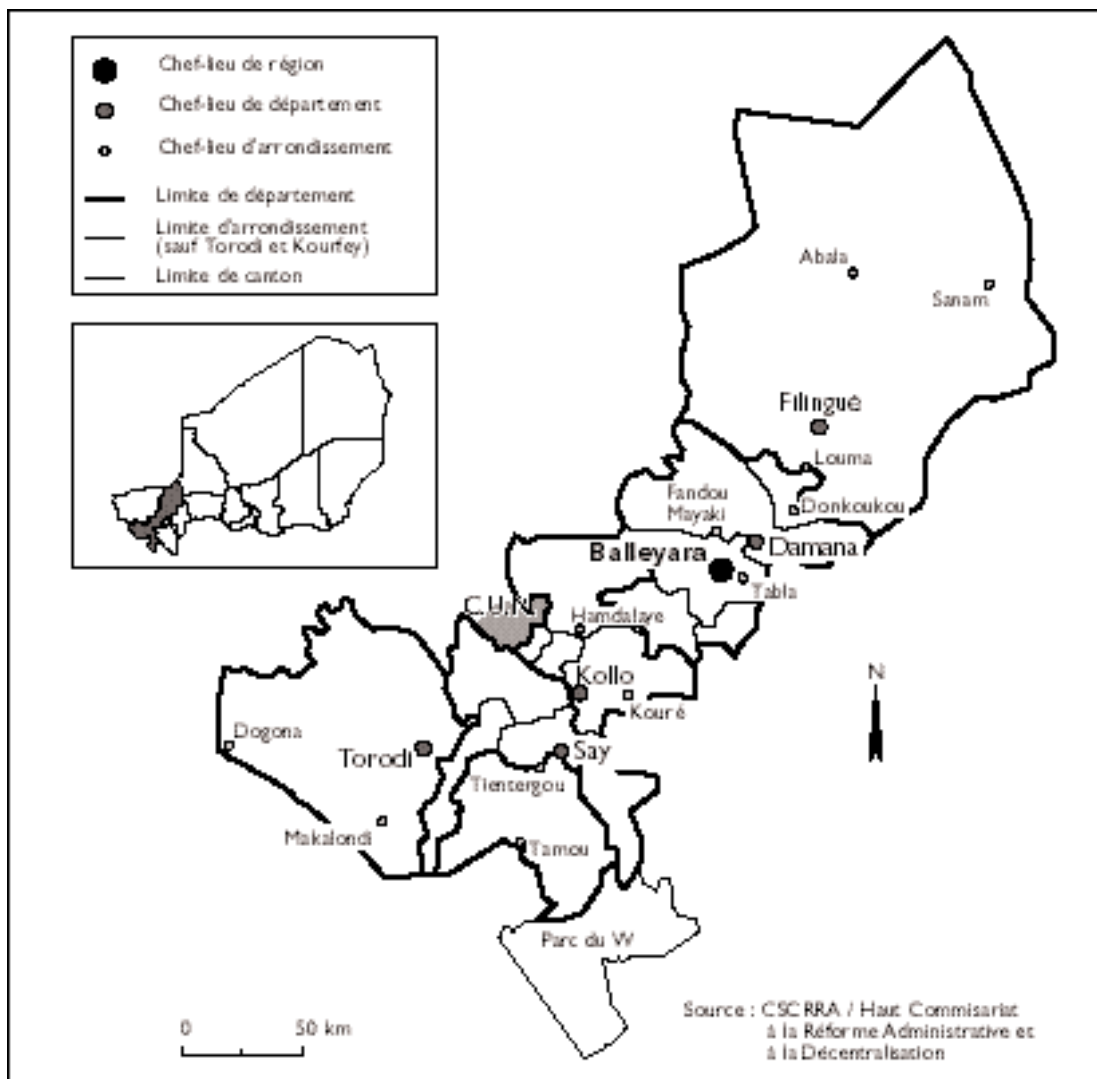 Chef-lieu de région
Chef-lieu de département
Chef-lieu d'arrondissement
Limite de département
Limite d'arrondissement
(sauf Torodi et Kourfey)
Limite de canton
Abala
Sanam
Filingué
Louma
Fandou
Mayaki
Donkoukou
Damana
Balleyara
Tabla
C.U.N.
Hamdalaye
Kollo
Kouré
N
Dogona
Torodi
Say
Tientergou
Makalondi
Tamou
Parc du W
0 50 km
Source : CSCRRA / Haut Commisariat
à la Réforme Administrative et
à la Décentralisation